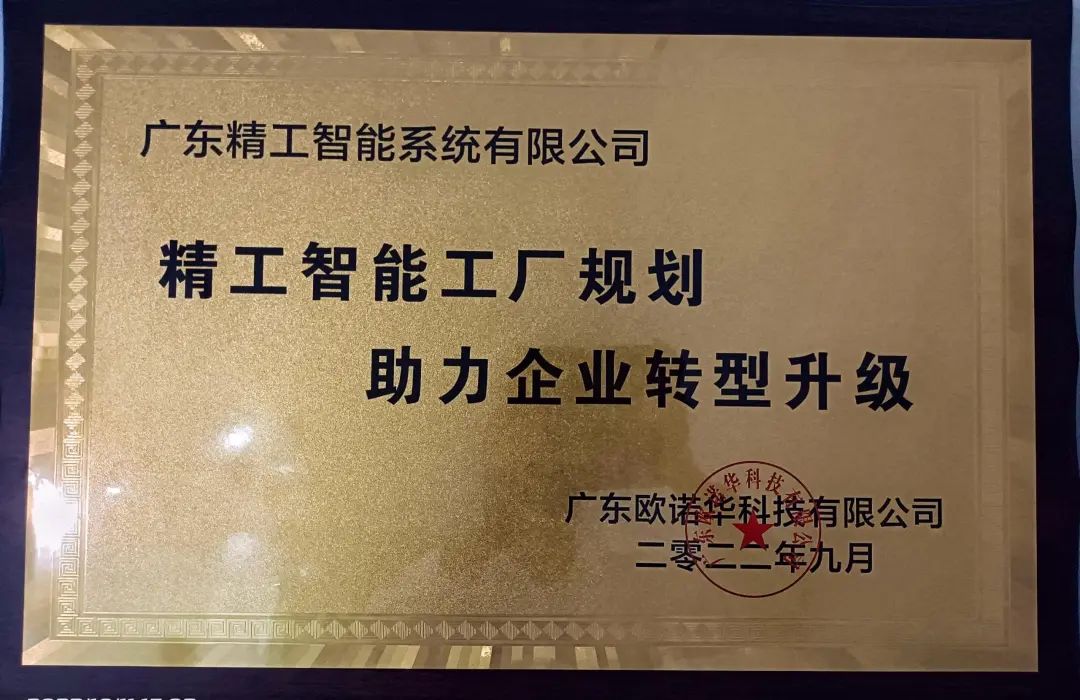 广东精工智能系统有限公司
精工智能工厂规划
助力企业转型升级
广东欧诺华科技有限公司
二零二二年九月